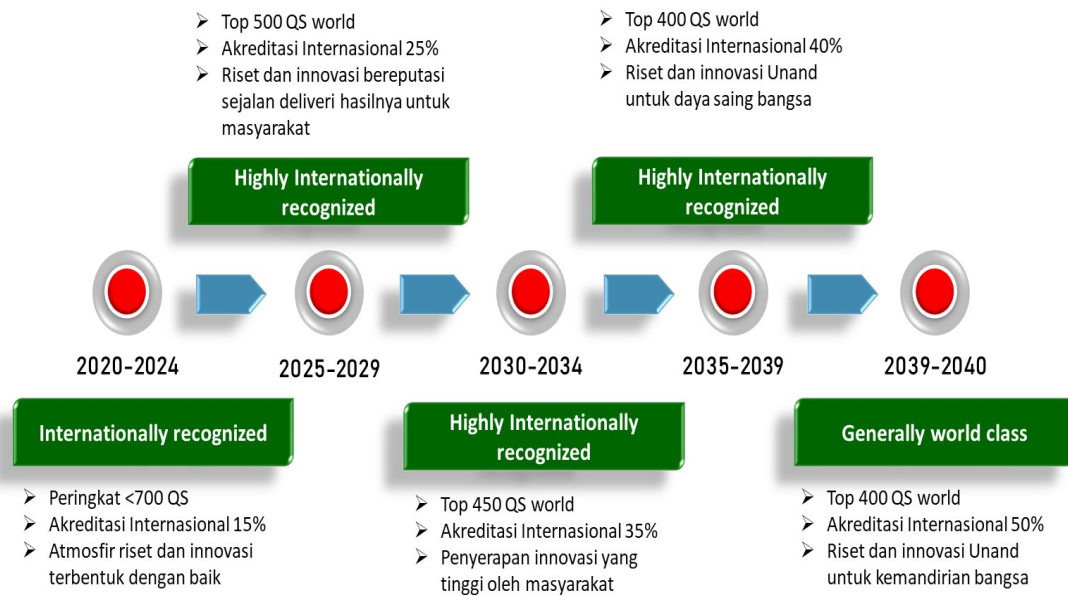 ➢ Top 500 QS world
➢ Akreditasi Internasional 25%
➢ Riset dan innovasi bereputasi
sejalan deliveri hasilnya untuk
masyarakat
➢ Top 400 QS world
➢ Akreditasi Internasional 40%
➢ Riset dan innovasi Unand
untuk daya saing bangsa
Highly Internationally
recognized
Highly Internationally
recognized
2020-2024
2025-2029
2030-2034
2035-2039
2039-2040
Internationally recognized
Highly Internationally
recognized
Generally world class
➢ Peringkat <700 QS
➢ Akreditasi Internasional 15%
➢ Atmosfir riset dan innovasi
terbentuk dengan baik
➢ Top 450 QS world
➢ Akreditasi Internasional 35%
➢ Penyerapan innovasi yang
tinggi oleh masyarakat
➢ Top 400 QS world
➢ Akreditasi Internasional 50%
➢ Riset dan innovasi Unand
untuk kemandirian bangsa